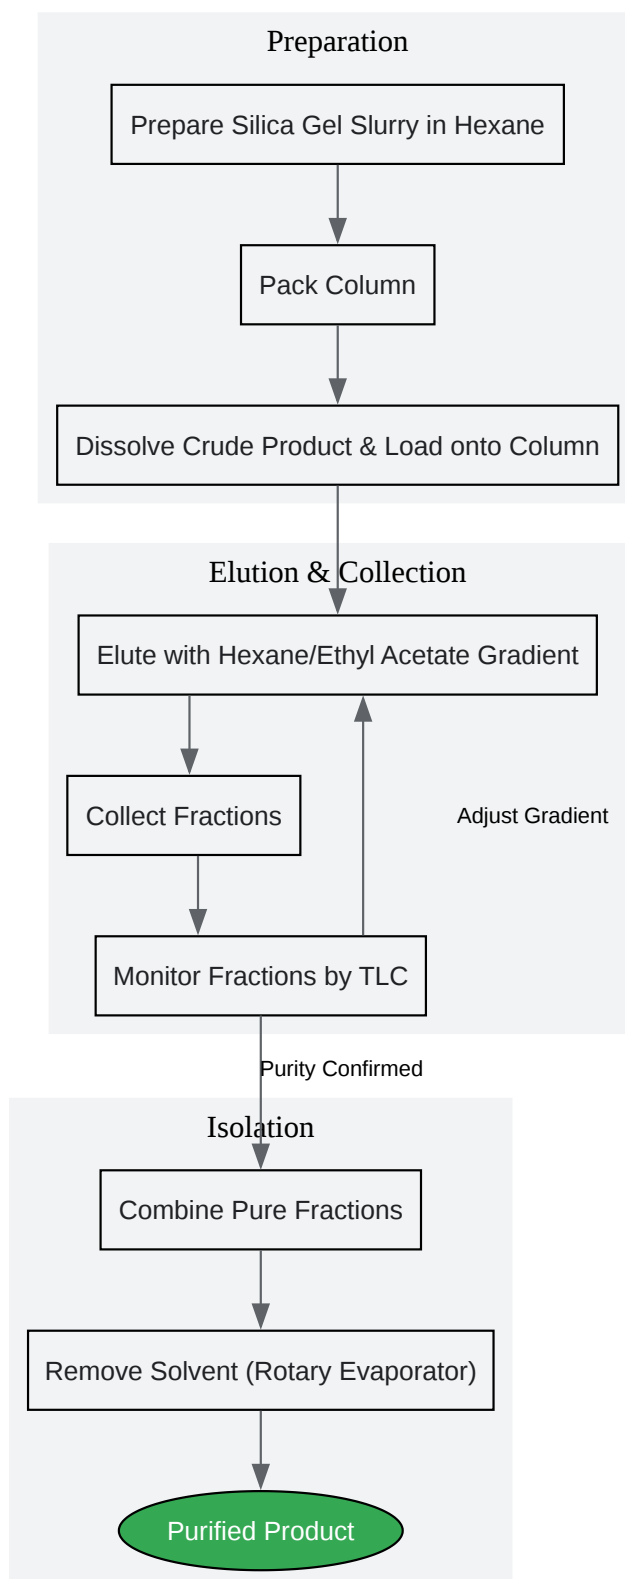 Preparation
Prepare Silica Gel Slurry in Hexane
Pack Column
Dissolve Crude Product & Load onto Column
Elution & Collection
Elute with Hexane/Ethyl Acetate Gradient
Collect Fractions
Adjust Gradient
Monitor Fractions by TLC
Purity Confirmed
Isolation
Combine Pure Fractions
Remove Solvent (Rotary Evaporator)
Purified Product